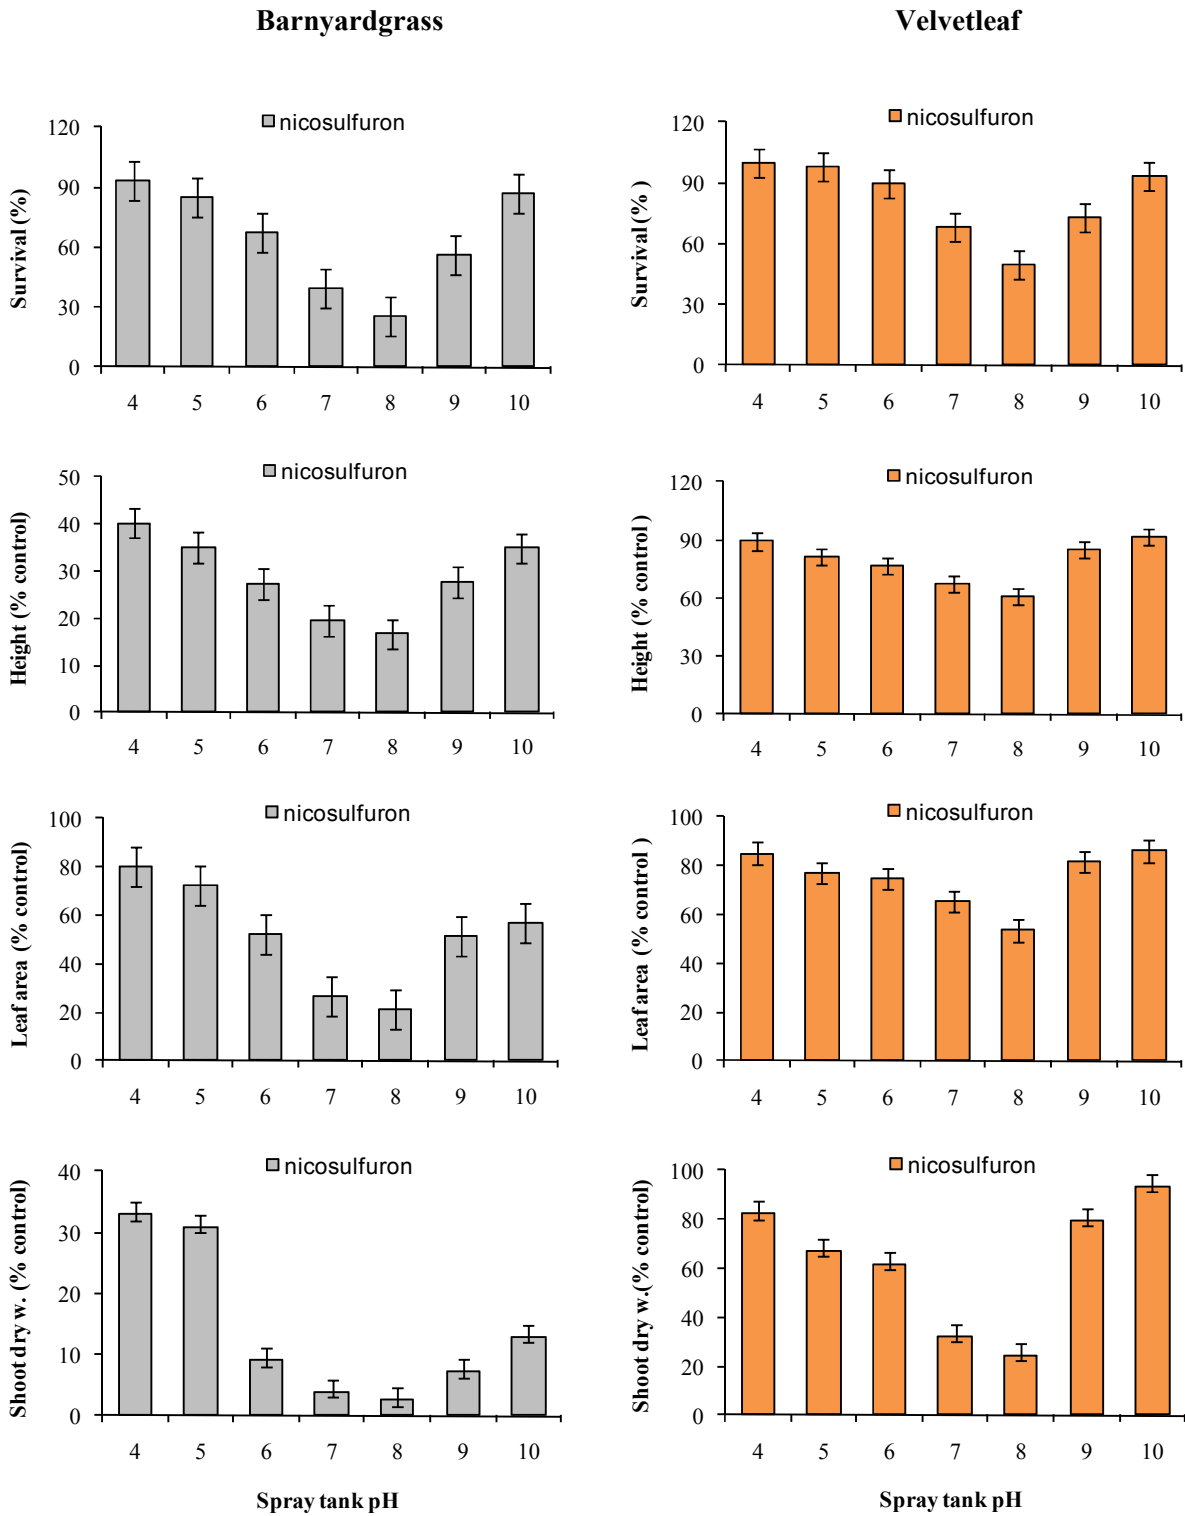 Barnyardgrass
Velvetleaf
nicosulfuron
Survival (%)
120
90
60
30
0
4 5 6 7 8 9 10
nicosulfuron
Survival (% )
120
90
60
30
0
4 5 6 7 8 9 10
nicosulfuron
Height (% control)
50
40
30
20
10
0
4 5 6 7 8 9 10
nicosulfuron
Height (% control )
120
90
60
30
0
4 5 6 7 8 9 10
nicosulfuron
Leaf area (% control)
100
80
60
40
20
0
4 5 6 7 8 9 10
nicosulfuron
Leaf area (% control )
100
80
60
40
20
0
4 5 6 7 8 9 10
nicosulfuron
Shoot dry w. (% control)
40
30
20
10
0
4 5 6 7 8 9 10
Spray tank pH
nicosulfuron
Shoot dry w.(% control)
100
80
60
40
20
0
4 5 6 7 8 9 10
Spray tank pH